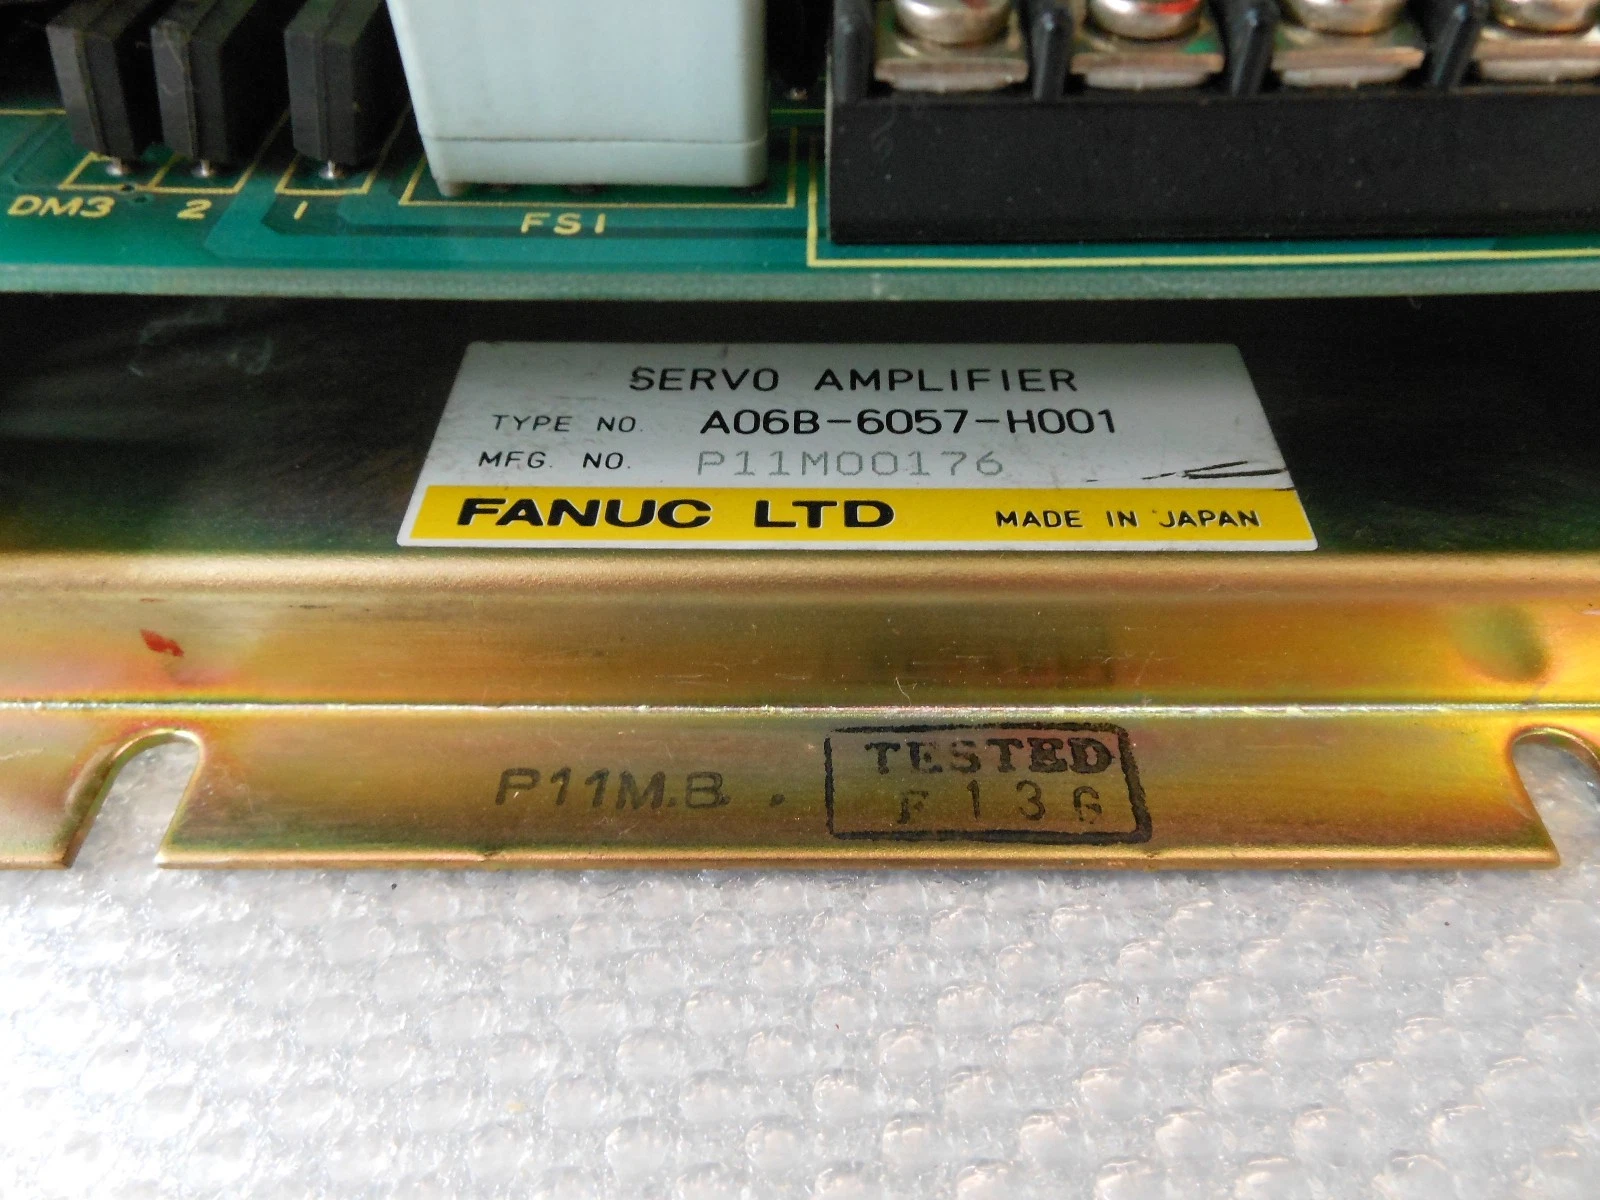 DM3 2 1 FS1
SERVO AMPLIFIER
TYPE NO. A06B-6057-H001
MFG. NO. P11M00176
FANUC LTD MADE IN JAPAN
P11M.B.
TESTED
F 13 G